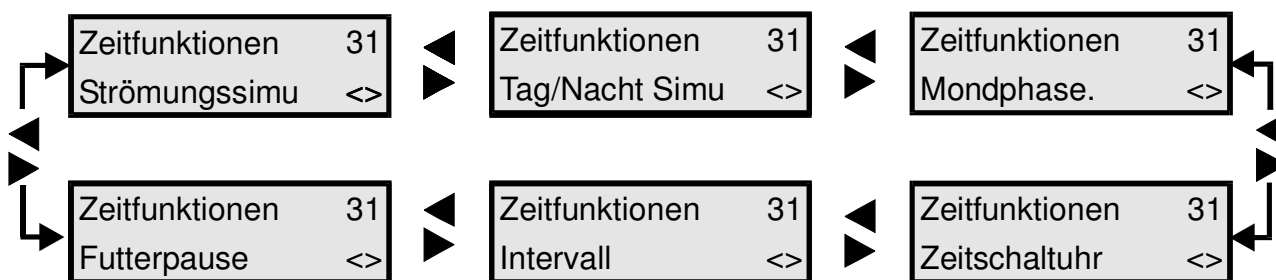 Zeitfunktionen 31
Strömungssimu <>
Zeitfunktionen 31
Tag/Nacht Simu <>
Zeitfunktionen 31
Mondphase. <>
Zeitfunktionen 31
Futterpause <>
Zeitfunktionen 31
Intervall <>
Zeitfunktionen 31
Zeitschaltuhr <>